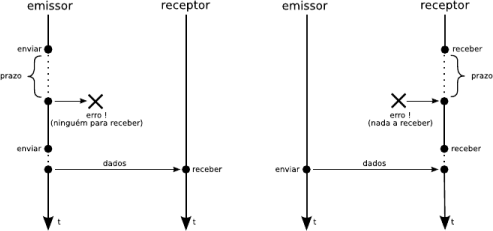 emissor
receptor
enviar
prazo
erro !
(ninguém para receber)
enviar
dados
receber
t
t
emissor
receptor
receber
prazo
erro !
(nada a receber)
receber
enviar
dados
t
t